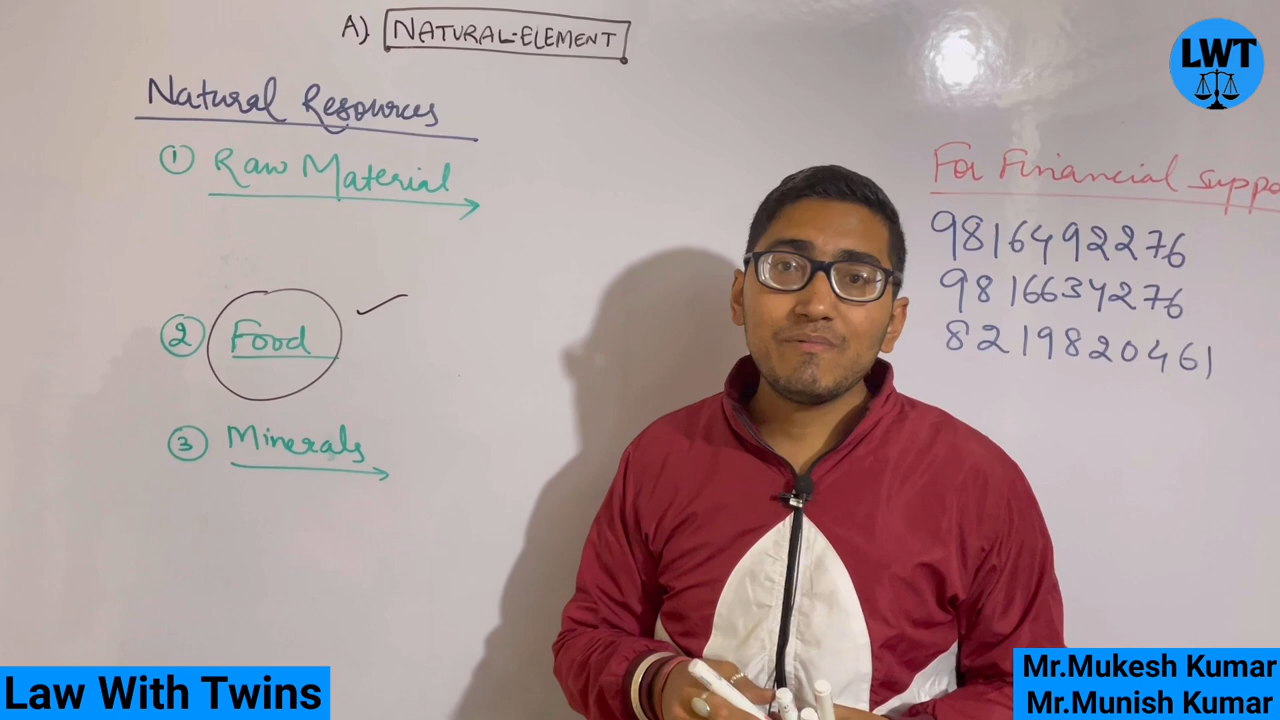 A) NATURAL-ELEMENT
LWT
Natural Resources
① Raw Material
For Financial suppo
9816492276
9816634276
8219820461
② Food
③ Minerals
Law With Twins
Mr.Mukesh Kumar
Mr.Munish Kumar